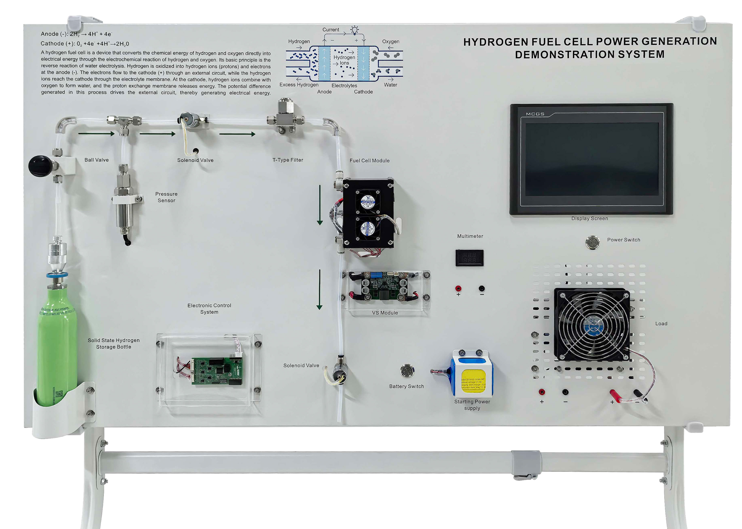 Anode (-): 2H₂ → 4H⁺ + 4e
Cathode (+): O₂ +4e +4H⁺→2H₂O
A hydrogen fuel cell is a device that converts the chemical energy of hydrogen and oxygen directly into
electrical energy through the electrochemical reaction of hydrogen and oxygen. Its basic principle is the
reverse reaction of water electrolysis, Hydrogen is oxidized into hydrogen ions (protons) and electrons
at the anode (-). The electrons flow to the cathode (+) through an external circuit, while the hydrogen
ions reach the cathode through the electrolyte membrane. At the cathode, hydrogen ions combine with
oxygen to form water, and the proton exchange membrane releases energy. The potential difference
generated in this process drives the external circuit, thereby generating electrical energy.
Current
Hydrogen
Oxygen
Hydrogen
Ions
Excess Hydrogen
Electrolytes
Water
Anode
Cathode
HYDROGEN FUEL CELL POWER GENERATION
DEMONSTRATION SYSTEM
MCGS
Ball Valve
Solenoid Valve
T-Type Filter
Fuel Cell Module
Pressure
Sensor
Display Screen
Multimeter
Power Switch
+
-
Electronic Control
System
VS Module
Load
Solid State Hydrogen
Storage Bottle
Solenoid Valve
Battery Switch
Starting Power
supply
+
-
+
-